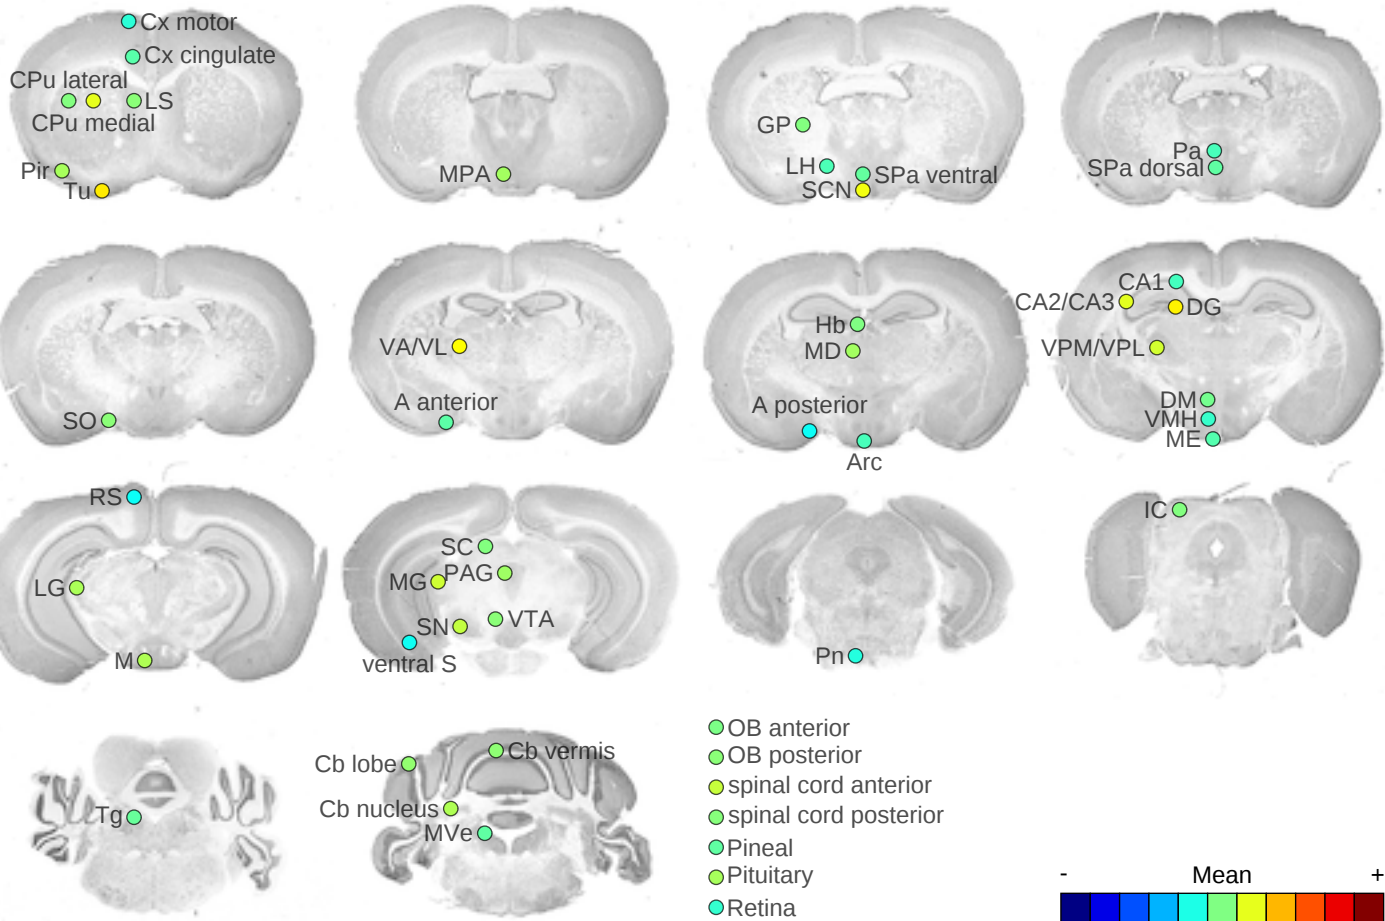 Cx motor
Cx cingulate
CPu lateral
LS
CPu medial
Pir
Tu
MPA
GP
LH
SPa ventral
SCN
Pa
SPa dorsal
SO
VA/VL
A anterior
Hb
MD
A posterior
Arc
CA1
CA2/CA3
DG
VPM/VPL
DM
VMH
ME
RS
LG
M
SC
MG
PAG
SN
VTA
ventral S
Pn
IC
Tg
Cb lobe
Cb vermis
Cb nucleus
MVe
OB anterior
OB posterior
spinal cord anterior
spinal cord posterior
Pineal
Pituitary
Retina
- Mean +